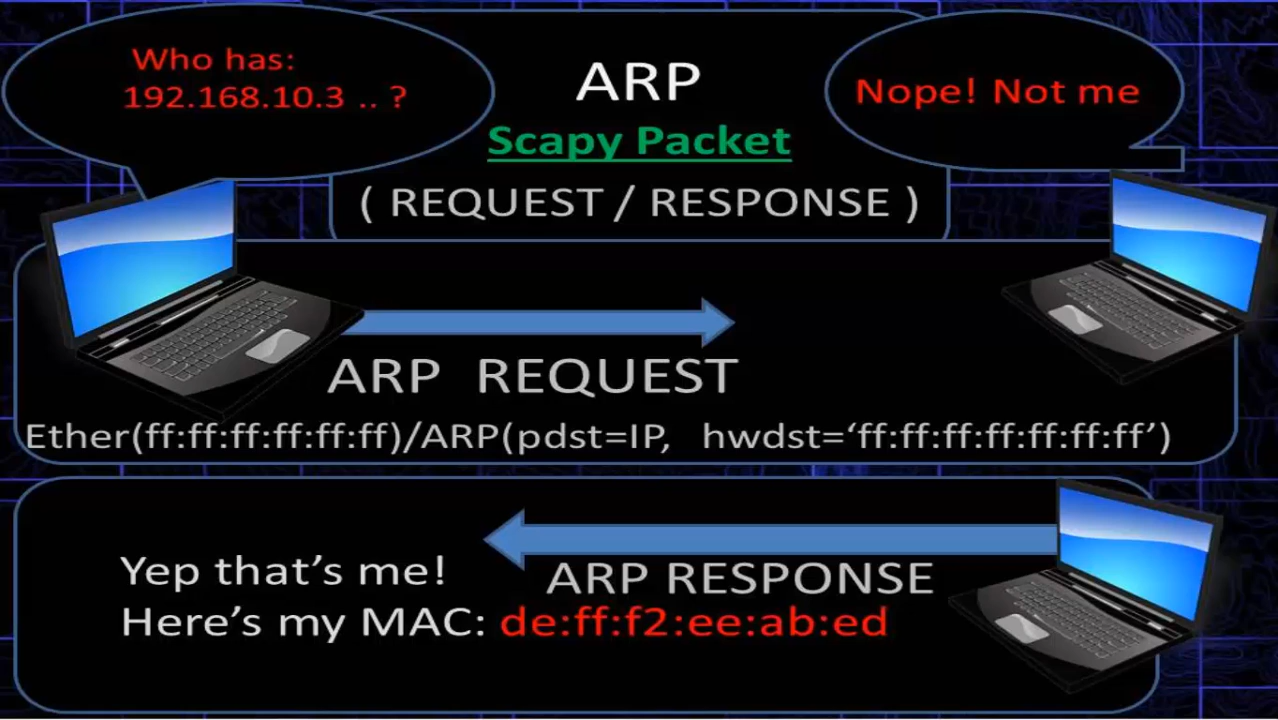 Who has:
192.168.10.3 .. ?
ARP
Scapy Packet
( REQUEST / RESPONSE )
Nope! Not me
ARP REQUEST
Ether(ff:ff:ff:ff:ff:ff)/ARP(pdst=IP, hwdst=‘ff:ff:ff:ff:ff:ff:ff’)
Yep that’s me!
Here’s my MAC: de:ff:f2:ee:ab:ed
ARP RESPONSE